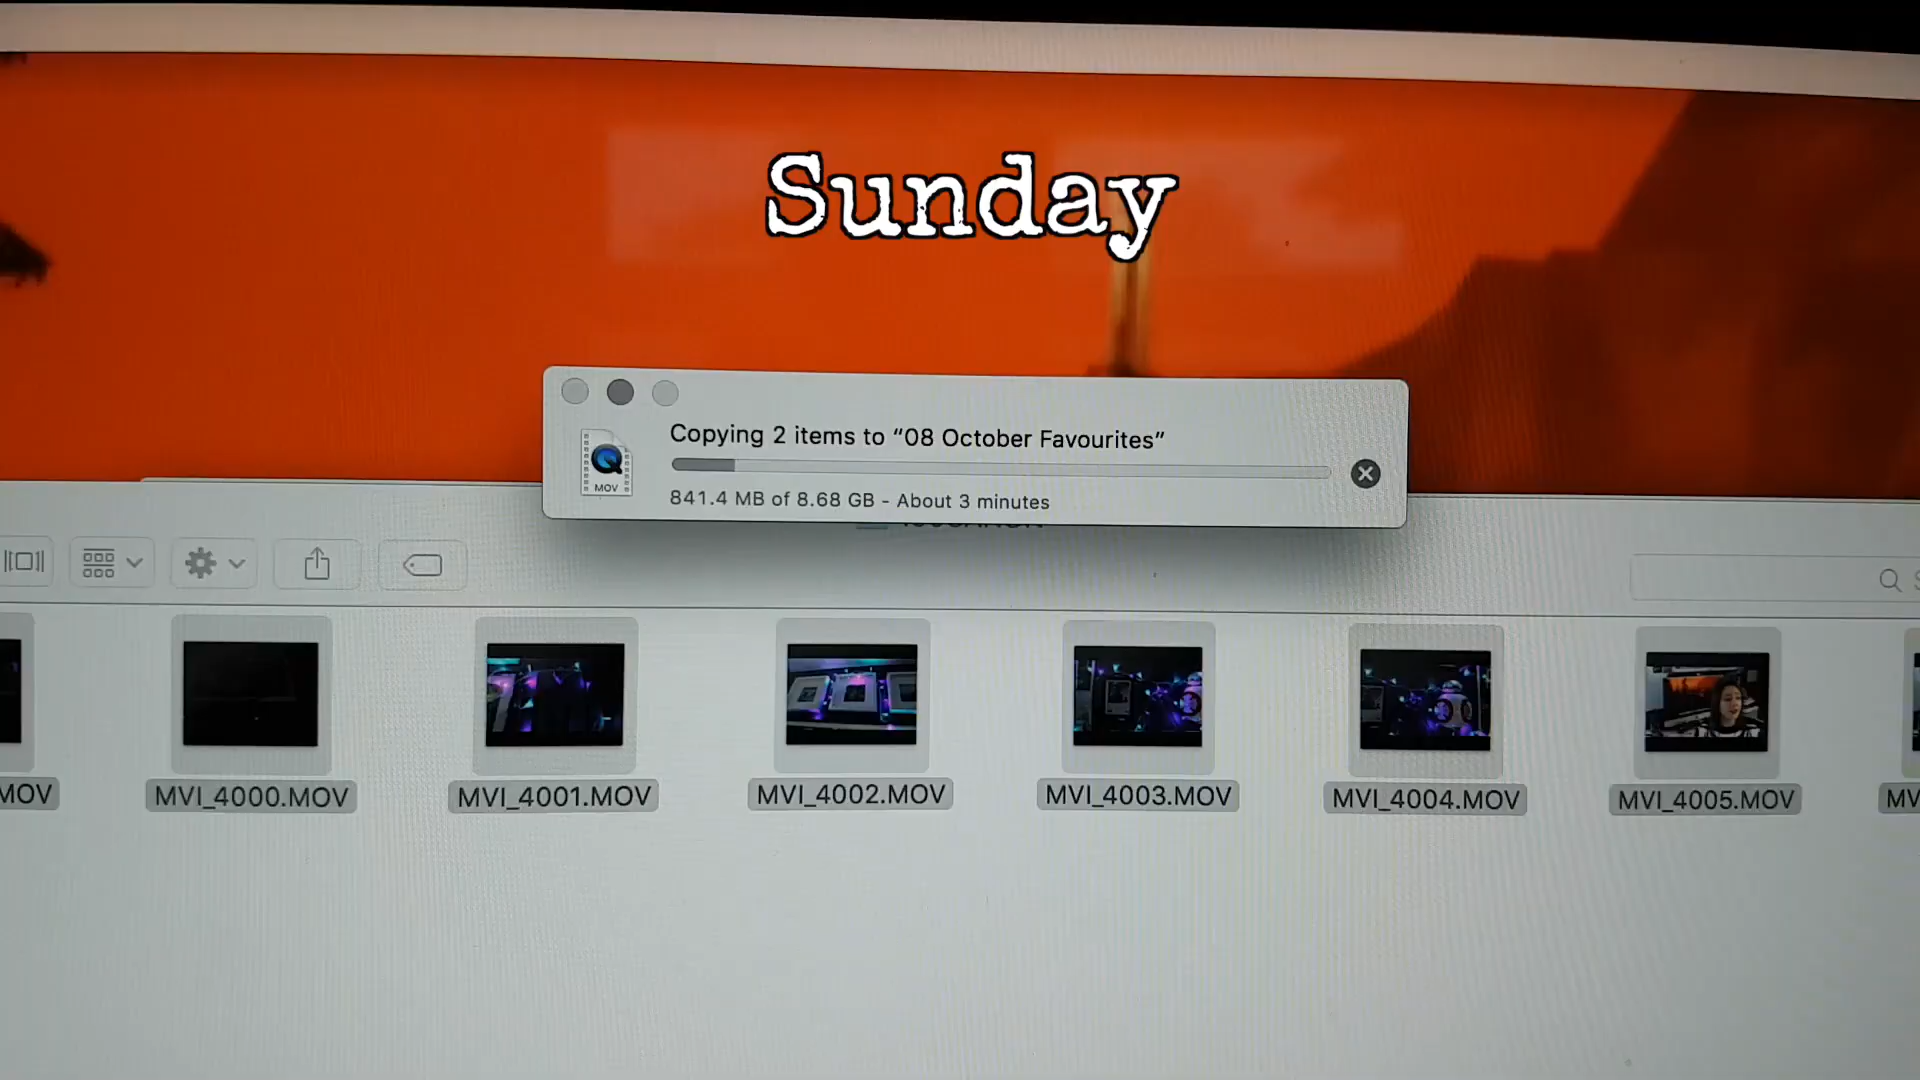 Sunday
Copying 2 items to “08 October Favourites”
MOV
841.4 MB of 8.68 GB - About 3 minutes
MOV
MVI_4000.MOV
MVI_4001.MOV
MVI_4002.MOV
MVI_4003.MOV
MVI_4004.MOV
MVI_4005.MOV
MV